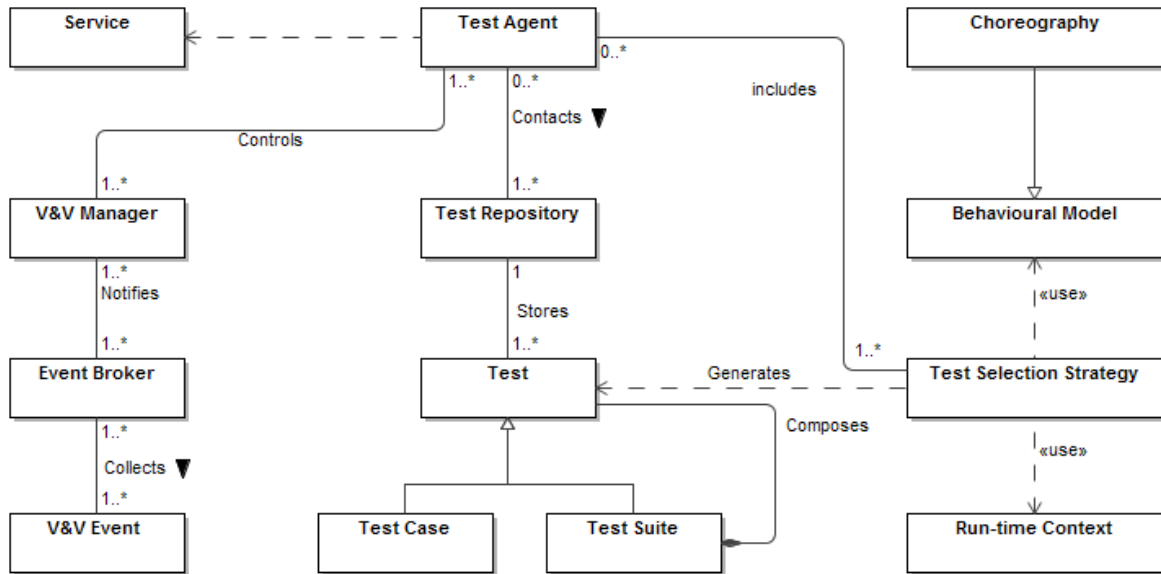 Service
Test Agent
Choreography
0..*
1..*
0..*
includes
Contacts
Controls
1..*
1..*
V&V Manager
Test Repository
Behavioural Model
1..*
1
Notifies
«use»
Stores
1..*
1..*
1..*
Event Broker
Test
Generates
Test Selection Strategy
1..*
Composes
«use»
Collects
1..*
V&V Event
Test Case
Test Suite
Run-time Context